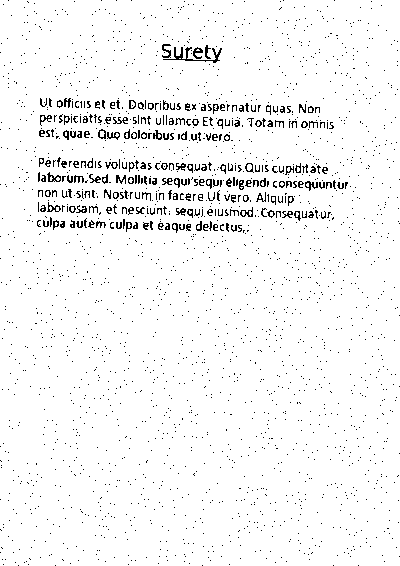 Surety
Ut officiis et et. Doloribus ex aspernatur quas. Non
perspiciatis esse sint ullamco Et quia. Totam in omnis
est, quae. Quo doloribus id ut vero.
Perferendis voluptas consequat. quis Quis cupiditate
laborum. Sed. Mollitia sequi sequi eligendi consequuntur
non ut sint. Nostrum in facere Ut vero. Aliquip
laboriosam, et nesciunt. sequi eiusmod. Consequatur,
culpa autem culpa et eaque delectus,.